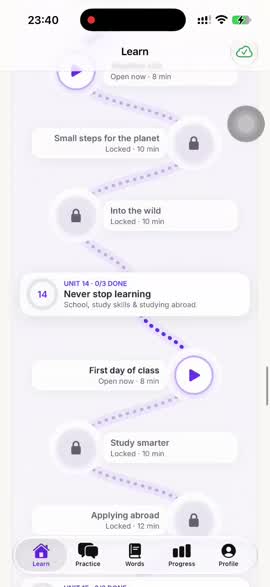 23:40
Learn
Open now · 8 min
Small steps for the planet
Locked · 10 min
Into the wild
Locked · 10 min
UNIT 14 · 0/3 DONE
14
Never stop learning
School, study skills & studying abroad
First day of class
Open now · 8 min
Study smarter
Locked · 10 min
Applying abroad
Locked · 12 min
Learn
Practice
Words
Progress
Profile